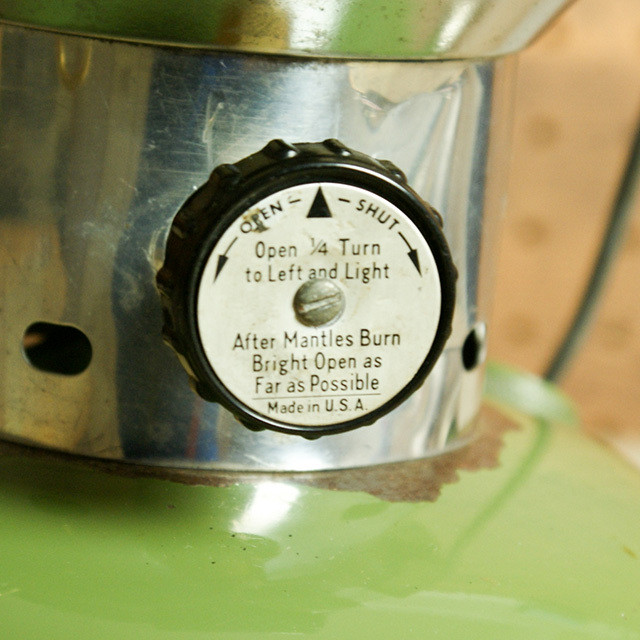 OPEN - - SHUT
Open ¼ Turn
to Left and Light
After Mantles Burn
Bright Open as
Far as Possible
Made in U.S.A.